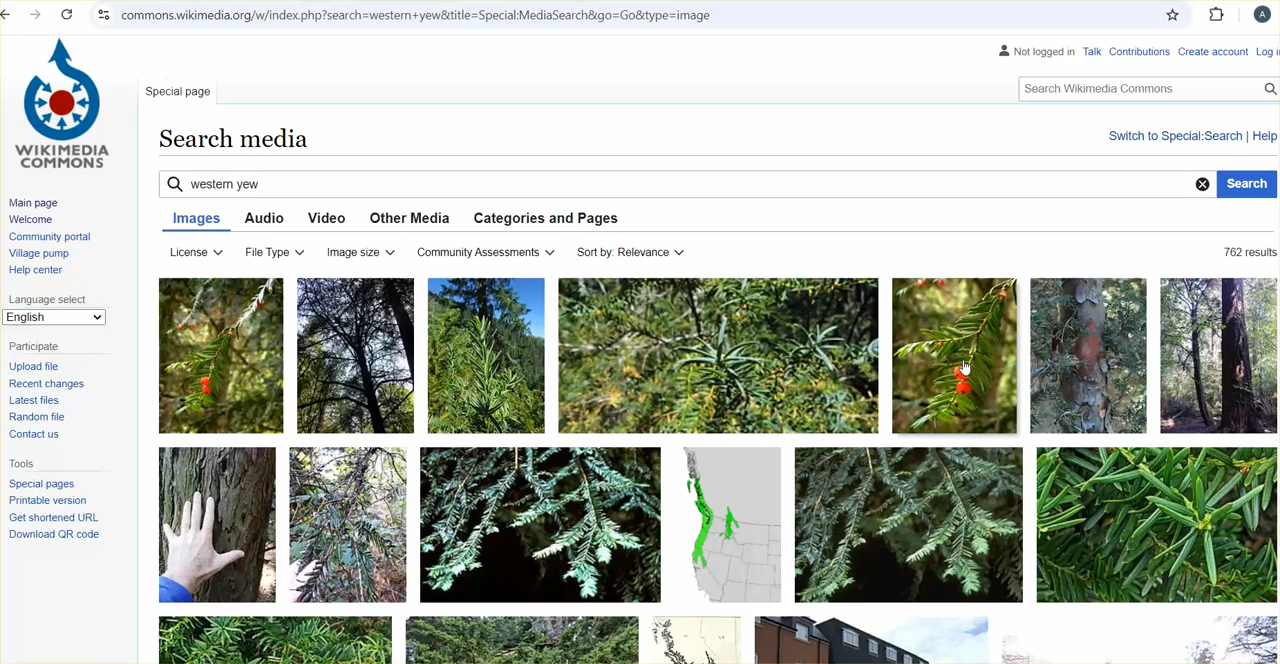 commons.wikimedia.org/w/index.php?search=western+yew&title=Special:MediaSearch&go=Go&type=image
A
Not logged in Talk Contributions Create account Log i
Special page
Search Wikimedia Commons
WIKIMEDIA
COMMONS
Search media
Switch to Special:Search | Help
western yew
Search
Images Audio Video Other Media Categories and Pages
License File Type Image size Community Assessments Sort by: Relevance
762 results
Main page
Welcome
Community portal
Village pump
Help center
Language select
English
Participate
Upload file
Recent changes
Latest files
Random file
Contact us
Tools
Special pages
Printable version
Get shortened URL
Download QR code